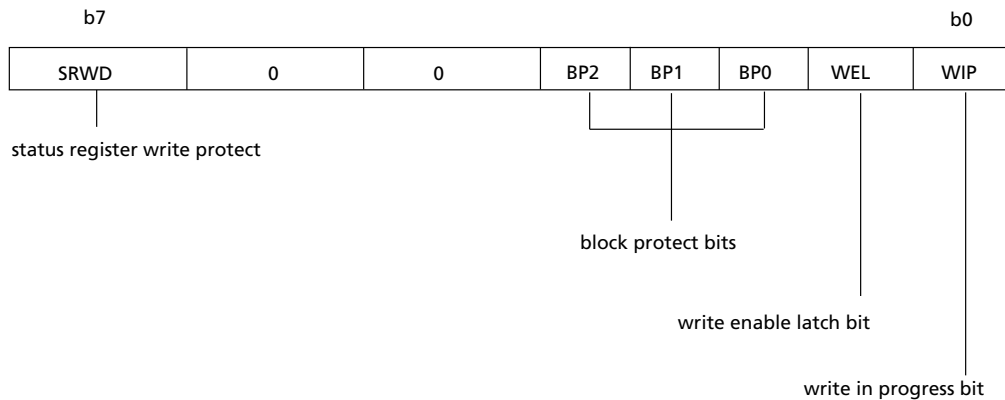 b7 b0
SRWD 0 0 BP2 BP1 BP0 WEL WIP
status register write protect
block protect bits
write enable latch bit
write in progress bit